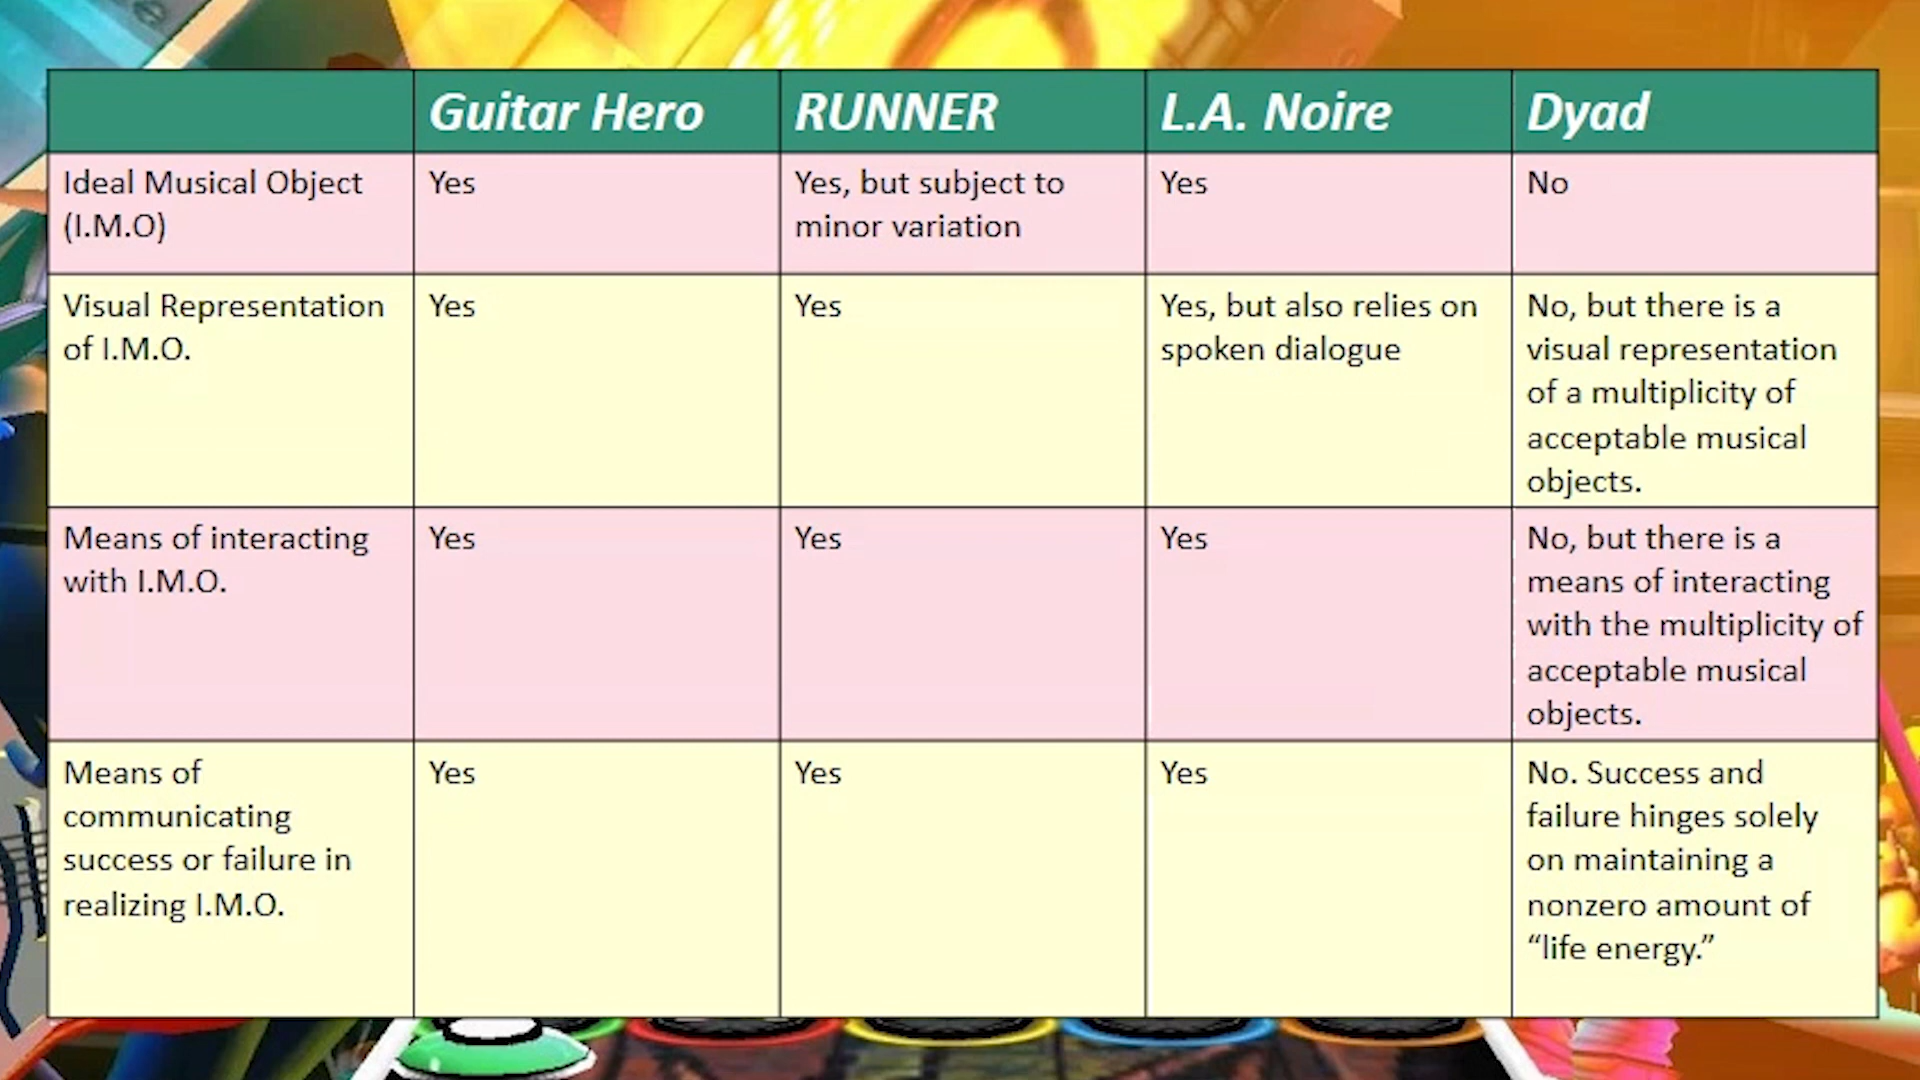 Guitar Hero
RUNNER
L.A. Noire
Dyad
Ideal Musical Object
(I.M.O)
Yes
Yes, but subject to
minor variation
Yes
No
Visual Representation
of I.M.O.
Yes
Yes
Yes, but also relies on
spoken dialogue
No, but there is a
visual representation
of a multiplicity of
acceptable musical
objects.
Means of interacting
with I.M.O.
Yes
Yes
Yes
No, but there is a
means of interacting
with the multiplicity of
acceptable musical
objects.
Means of
communicating
success or failure in
realizing I.M.O.
Yes
Yes
Yes
No. Success and
failure hinges solely
on maintaining a
nonzero amount of
“life energy.”